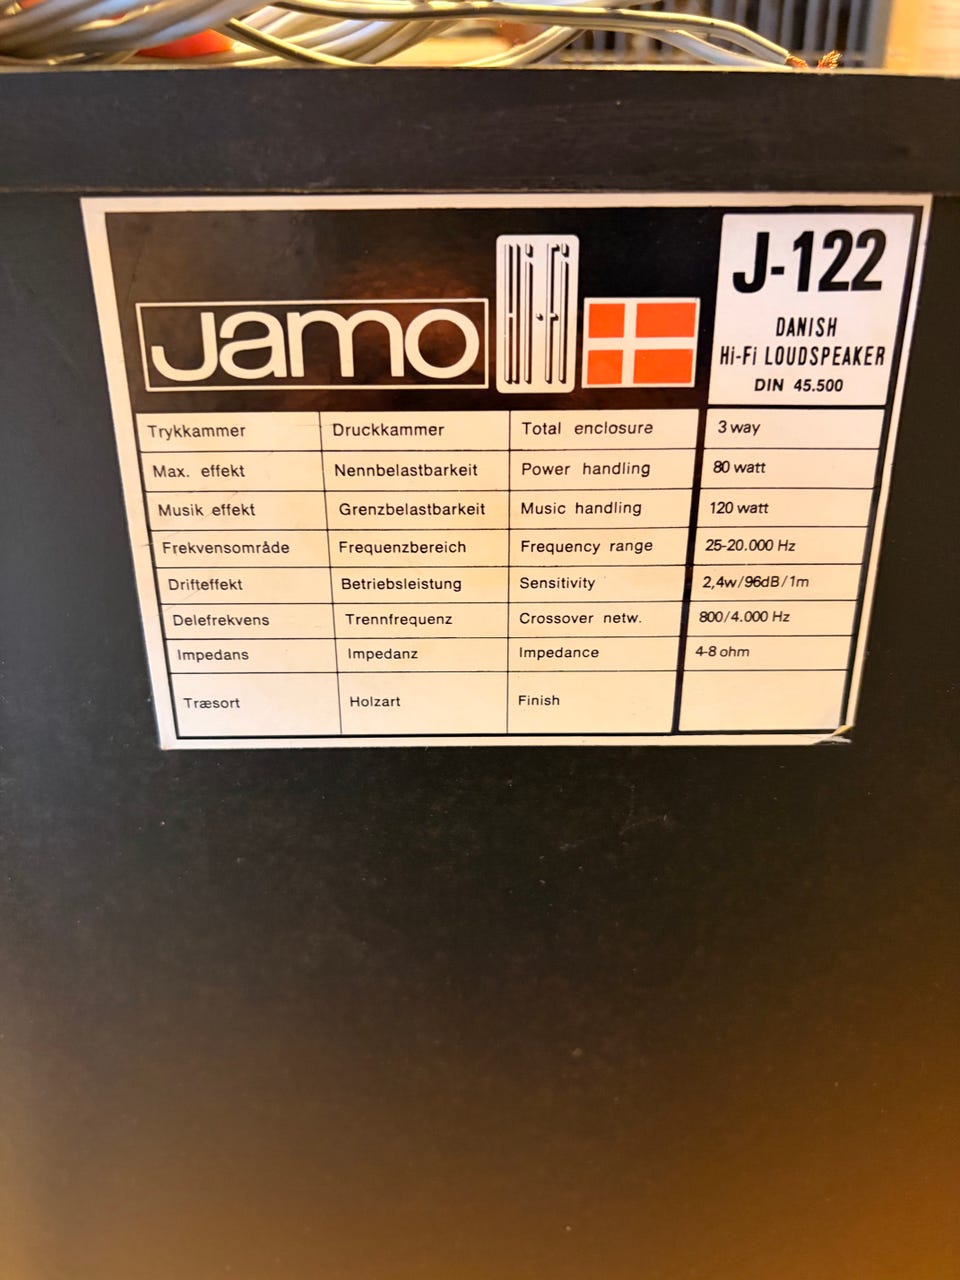 Jamo
Hi-Fi
J-122
DANISH
Hi-Fi LOUDSPEAKER
DIN 45.500
Trykkammer Druckkammer Total enclosure 3 way
Max. effekt Nennbelastbarkeit Power handling 80 watt
Musik effekt Grenzbelastbarkeit Music handling 120 watt
Frekvensområde Frequenzbereich Frequency range 25-20.000 Hz
Drifteffekt Betriebsleistung Sensitivity 2,4w/96dB/1m
Delefrekvens Trennfrequenz Crossover netw. 800/4.000 Hz
Impedans Impedanz Impedance 4-8 ohm
Træsort Holzart Finish